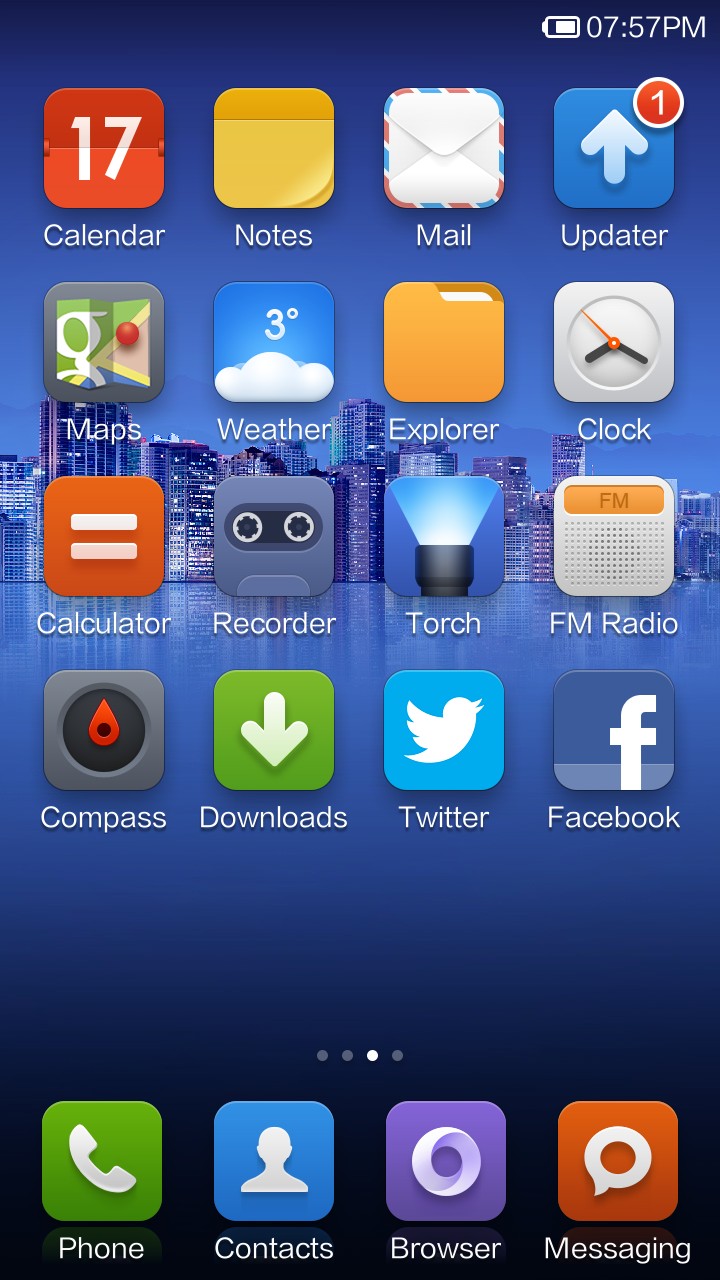 07:57PM
17
1
Calendar Notes Mail Updater
3°
Maps Weather Explorer Clock
FM
Calculator Recorder Torch FM Radio
Compass Downloads Twitter Facebook
Phone Contacts Browser Messaging